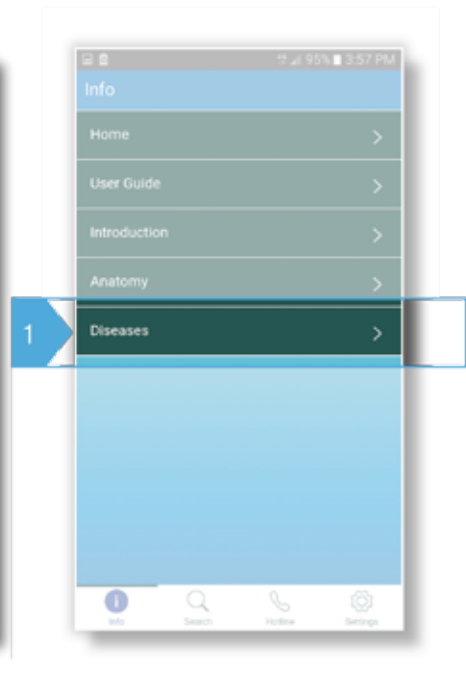 95% 3:57 PM
Info
Home
User Guide
Introduction
Anatomy
1
Diseases
Info
Search
Hotline
Settings